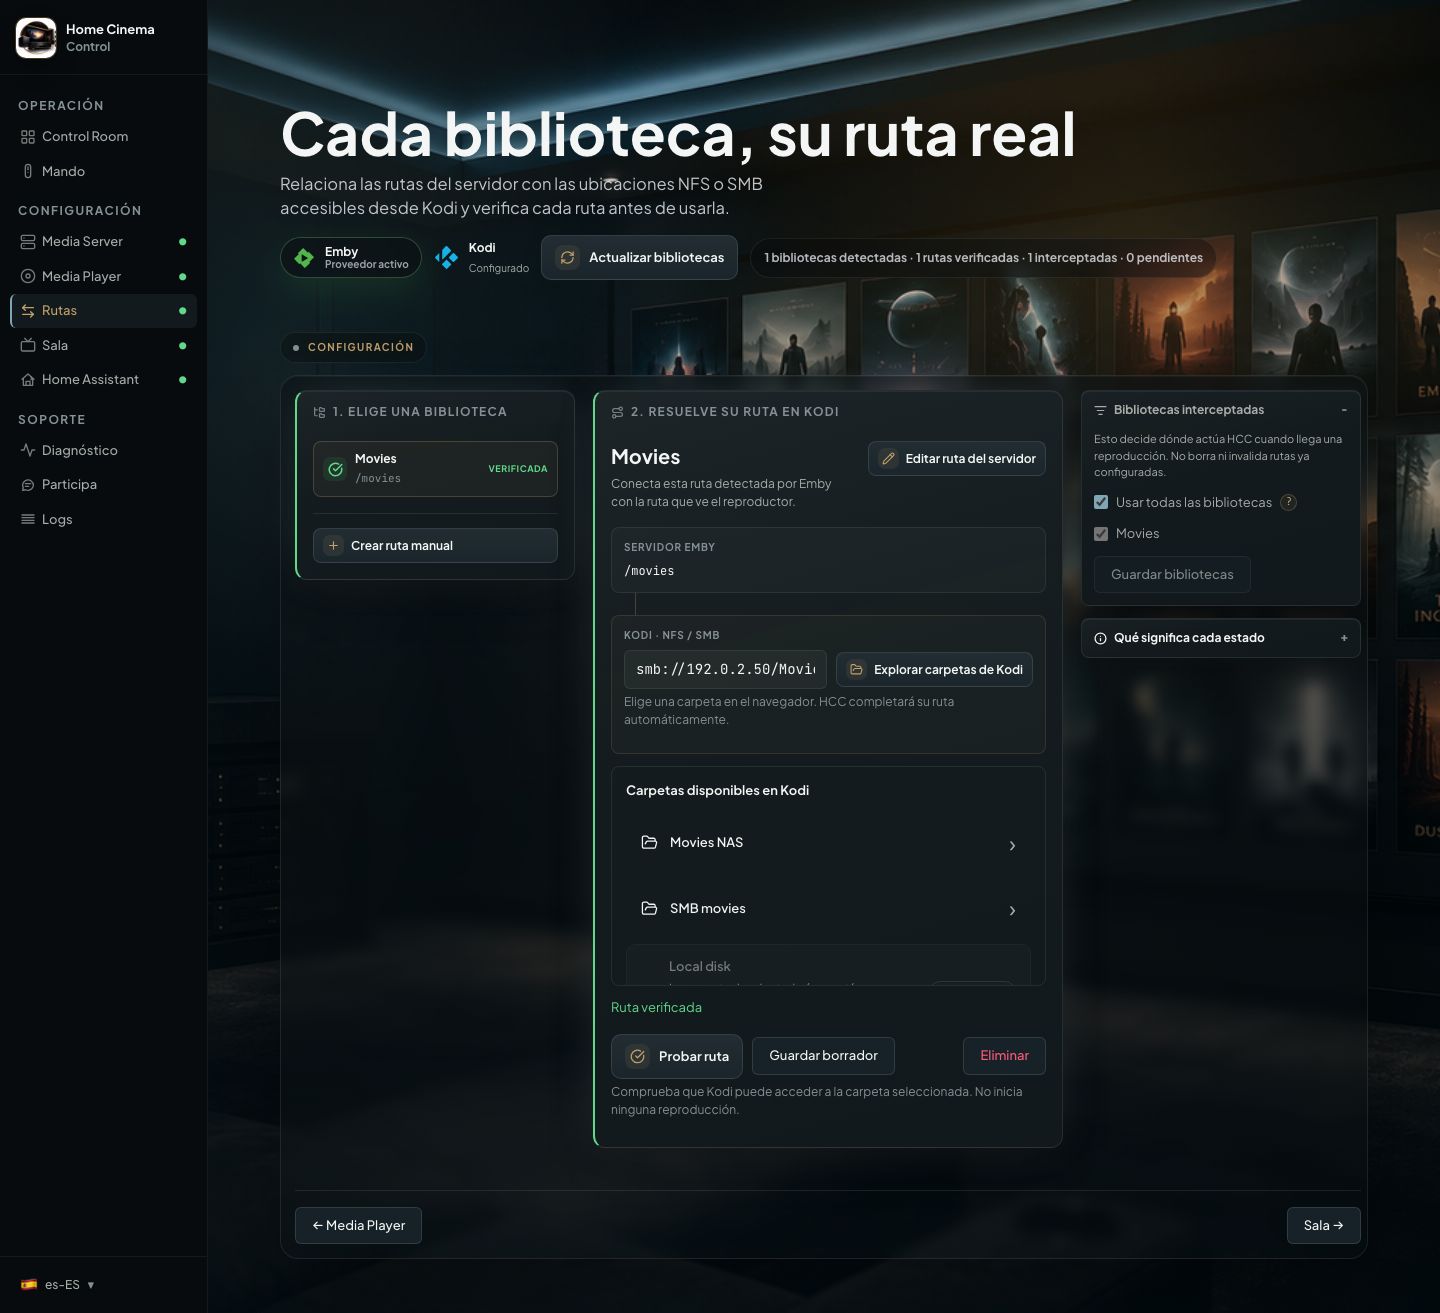 Home Cinema
Control
OPERACIÓN
Control Room
Mando
CONFIGURACIÓN
Media Server
Media Player
Rutas
Sala
Home Assistant
SOPORTE
Diagnóstico
Participa
Logs
es-ES
Cada biblioteca, su ruta real
Relaciona las rutas del servidor con las ubicaciones NFS o SMB
accesibles desde Kodi y verifica cada ruta antes de usarla.
Emby
Proveedor activo
Kodi
Configurado
Actualizar bibliotecas
1 bibliotecas detectadas · 1 rutas verificadas · 1 interceptadas · 0 pendientes
CONFIGURACIÓN
1. ELIGE UNA BIBLIOTECA
Movies
/movies
VERIFICADA
+ Crear ruta manual
2. RESUELVE SU RUTA EN KODI
Movies
Editar ruta del servidor
Conecta esta ruta detectada por Emby
con la ruta que ve el reproductor.
SERVIDOR EMBY
/movies
KODI · NFS / SMB
smb://192.0.2.50/Movi
Explorar carpetas de Kodi
Elige una carpeta en el navegador. HCC completará su ruta
automáticamente.
Carpetas disponibles en Kodi
Movies NAS
SMB movies
Local disk
Ruta verificada
Probar ruta
Guardar borrador
Eliminar
Comprueba que Kodi puede acceder a la carpeta seleccionada. No inicia
ninguna reproducción.
Bibliotecas interceptadas -
Esto decide dónde actúa HCC cuando llega una
reproducción. No borra ni invalida rutas ya
configuradas.
Usar todas las bibliotecas ?
Movies
Guardar bibliotecas
Qué significa cada estado +
← Media Player
Sala →